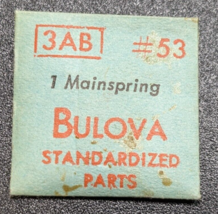 3AB #53
1 Mainspring
BULOVA
STANDARDIZED
PARTS